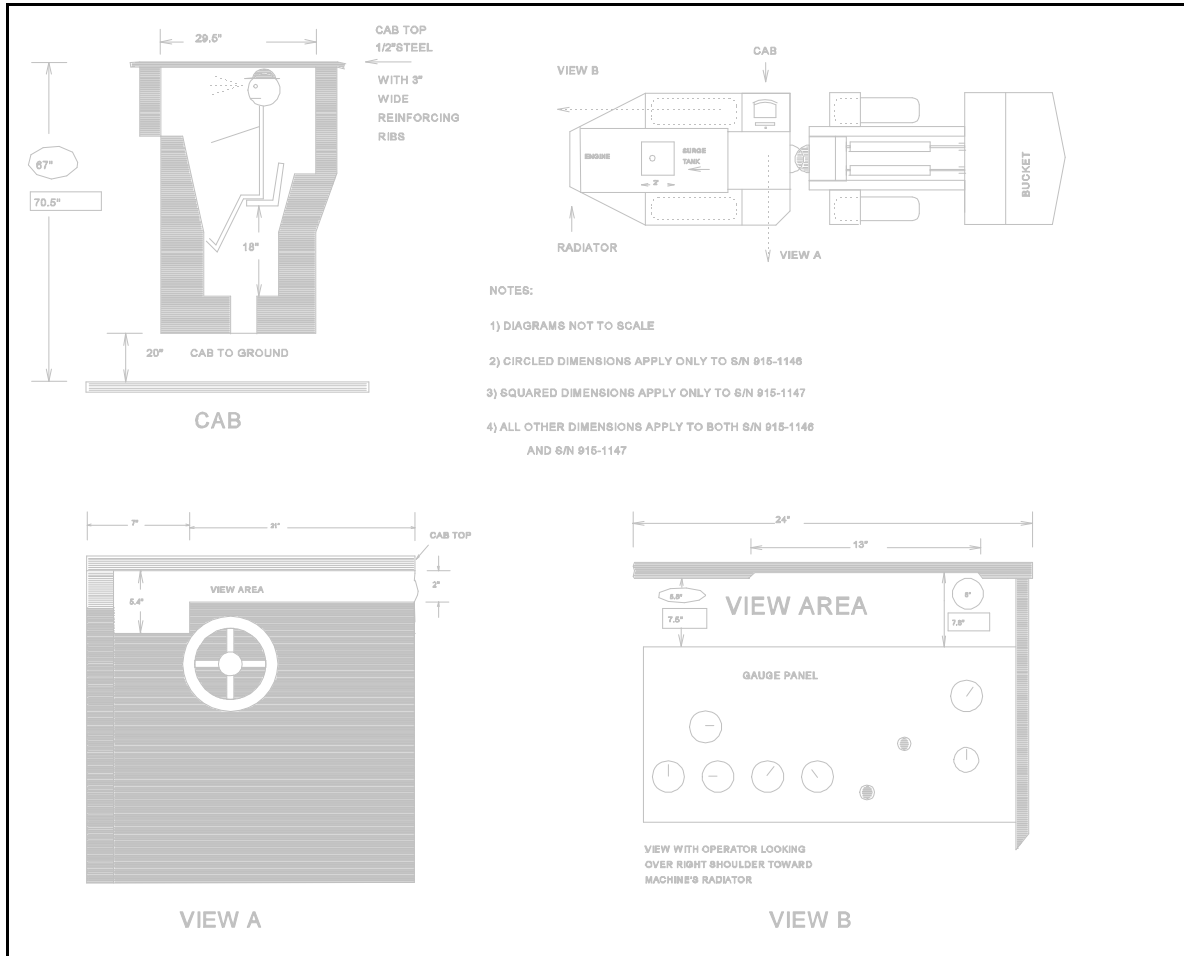 29.5"
CAB TOP
1/2"STEEL
WITH 3"
WIDE
REINFORCING
RIBS
67"
70.5"
18"
20" CAB TO GROUND
CAB
CAB
VIEW B
ENGINE
SURGE
TANK
2'
BUCKET
RADIATOR
VIEW A
NOTES:
1) DIAGRAMS NOT TO SCALE
2) CIRCLED DIMENSIONS APPLY ONLY TO S/N 915-1146
3) SQUARED DIMENSIONS APPLY ONLY TO S/N 915-1147
4) ALL OTHER DIMENSIONS APPLY TO BOTH S/N 915-1146
AND S/N 915-1147
7"
CAB TOP
VIEW AREA
2"
5.4"
VIEW A
24"
13"
5.5"
7.6"
VIEW AREA
7.9"
GAUGE PANEL
VIEW WITH OPERATOR LOOKING
OVER RIGHT SHOULDER TOWARD
MACHINE'S RADIATOR
VIEW B